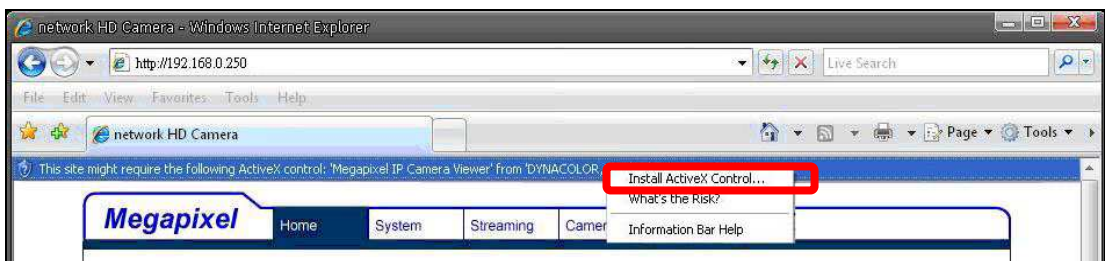 network HD Camera - Windows Internet Explorer
http://192.168.0.250
Live Search
File Edit View Favorites Tools Help
network HD Camera
Page Tools
This site might require the following ActiveX control: 'Megapixel IP Camera Viewer' from 'DYNACOLOR,
Install ActiveX Control...
What's the Risk?
Information Bar Help
Megapixel
Home System Streaming Camer